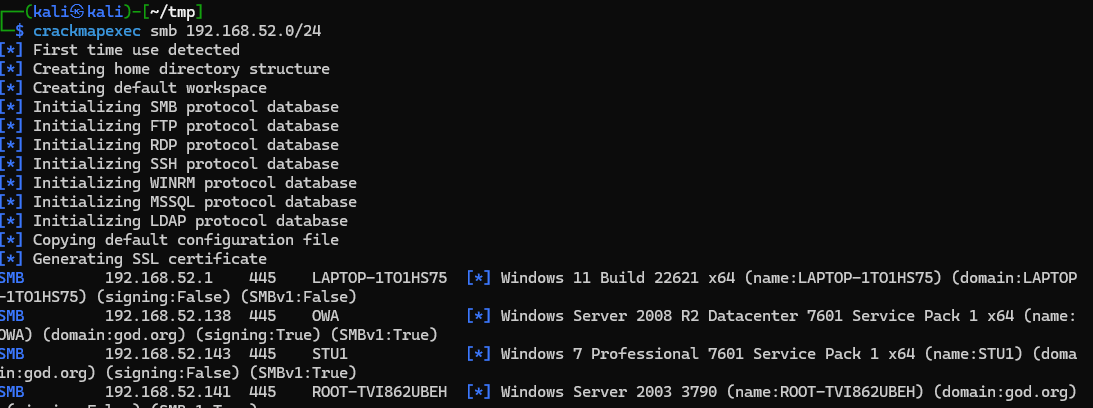 ┌──(kali㉿kali)-[~/tmp]
└─$ crackmapexec smb 192.168.52.0/24
[*] First time use detected
[*] Creating home directory structure
[*] Creating default workspace
[*] Initializing SMB protocol database
[*] Initializing FTP protocol database
[*] Initializing RDP protocol database
[*] Initializing SSH protocol database
[*] Initializing WINRM protocol database
[*] Initializing MSSQL protocol database
[*] Initializing LDAP protocol database
[*] Copying default configuration file
[*] Generating SSL certificate
SMB         192.168.52.1    445    LAPTOP-1TO1HS75  [*] Windows 11 Build 22621 x64 (name:LAPTOP-1TO1HS75) (domain:LAPTOP
-1TO1HS75) (signing:False) (SMBv1:False)
SMB         192.168.52.138  445    OWA              [*] Windows Server 2008 R2 Datacenter 7601 Service Pack 1 x64 (name:
OWA) (domain:god.org) (signing:True) (SMBv1:True)
SMB         192.168.52.143  445    STU1             [*] Windows 7 Professional 7601 Service Pack 1 x64 (name:STU1) (doma
in:god.org) (signing:False) (SMBv1:True)
SMB         192.168.52.141  445    ROOT-TVI862UBEH  [*] Windows Server 2003 3790 (name:ROOT-TVI862UBEH) (domain:god.org)